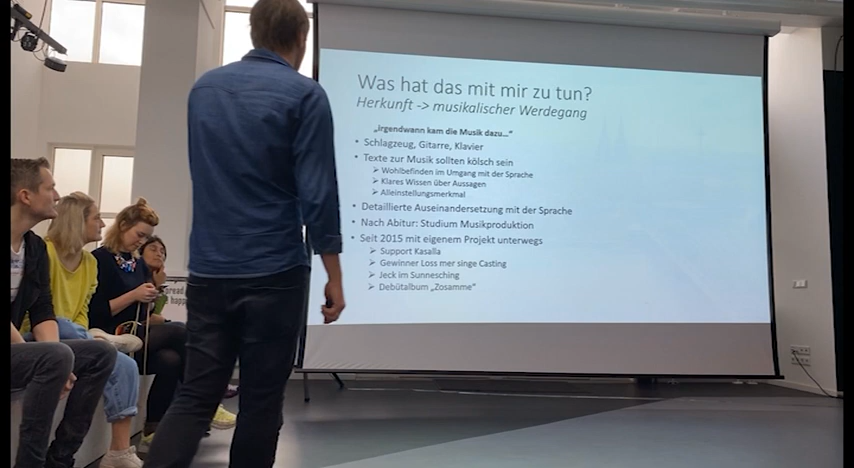 Was hat das mit mir zu tun?
Herkunft -> musikalischer Werdegang
„irgendwann kam die Musik dazu..."
• Schlagzeug, Gitarre, Klavier
• Texte zur Musik sollten kölsch sein
➢ Wohlbefinden im Umgang mit der Sprache
➢ Klares Wissen über Aussagen
➢ Alleinstellungsmerkmal
• Detaillierte Auseinandersetzung mit der Sprache
• Nach Abitur: Studium Musikproduktion
• Seit 2015 mit eigenem Projekt unterwegs
➢ Support Kasalla
➢ Gewinner Loss mer singe Casting
➢ Jeck im Sunnesching
➢ Debütalbum „Zosamme"
pread
happ